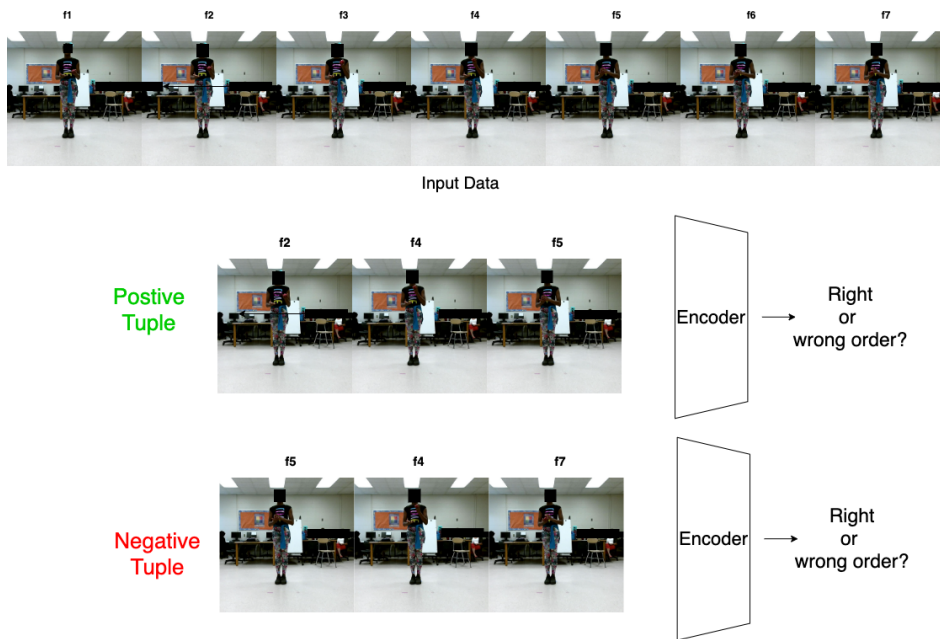 f1 f2 f3 f4 f5 f6 f7
Input Data
f2 f4 f5
Postive
Tuple
Encoder
Right
or
wrong order?
f5 f4 f7
Negative
Tuple
Encoder
Right
or
wrong order?